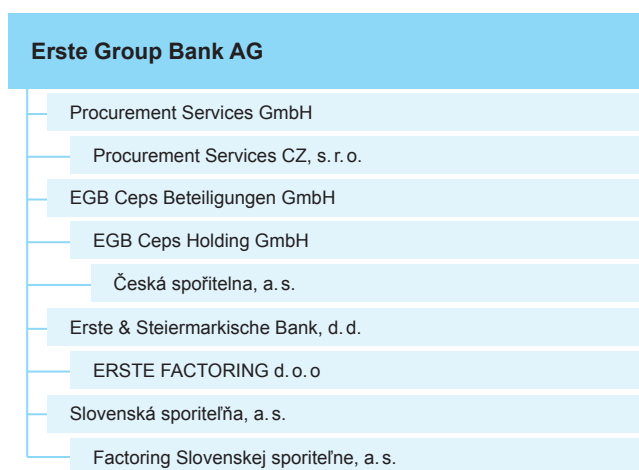 Erste Group Bank AG
Procurement Services GmbH
Procurement Services CZ, s. r. o.
EGB Ceps Beteiligungen GmbH
EGB Ceps Holding GmbH
Česká spořitelna, a. s.
Erste & Steiermarkische Bank, d. d.
ERSTE FACTORING d. o. o
Slovenská sporiteľňa, a. s.
Factoring Slovenskej sporiteľne, a. s.